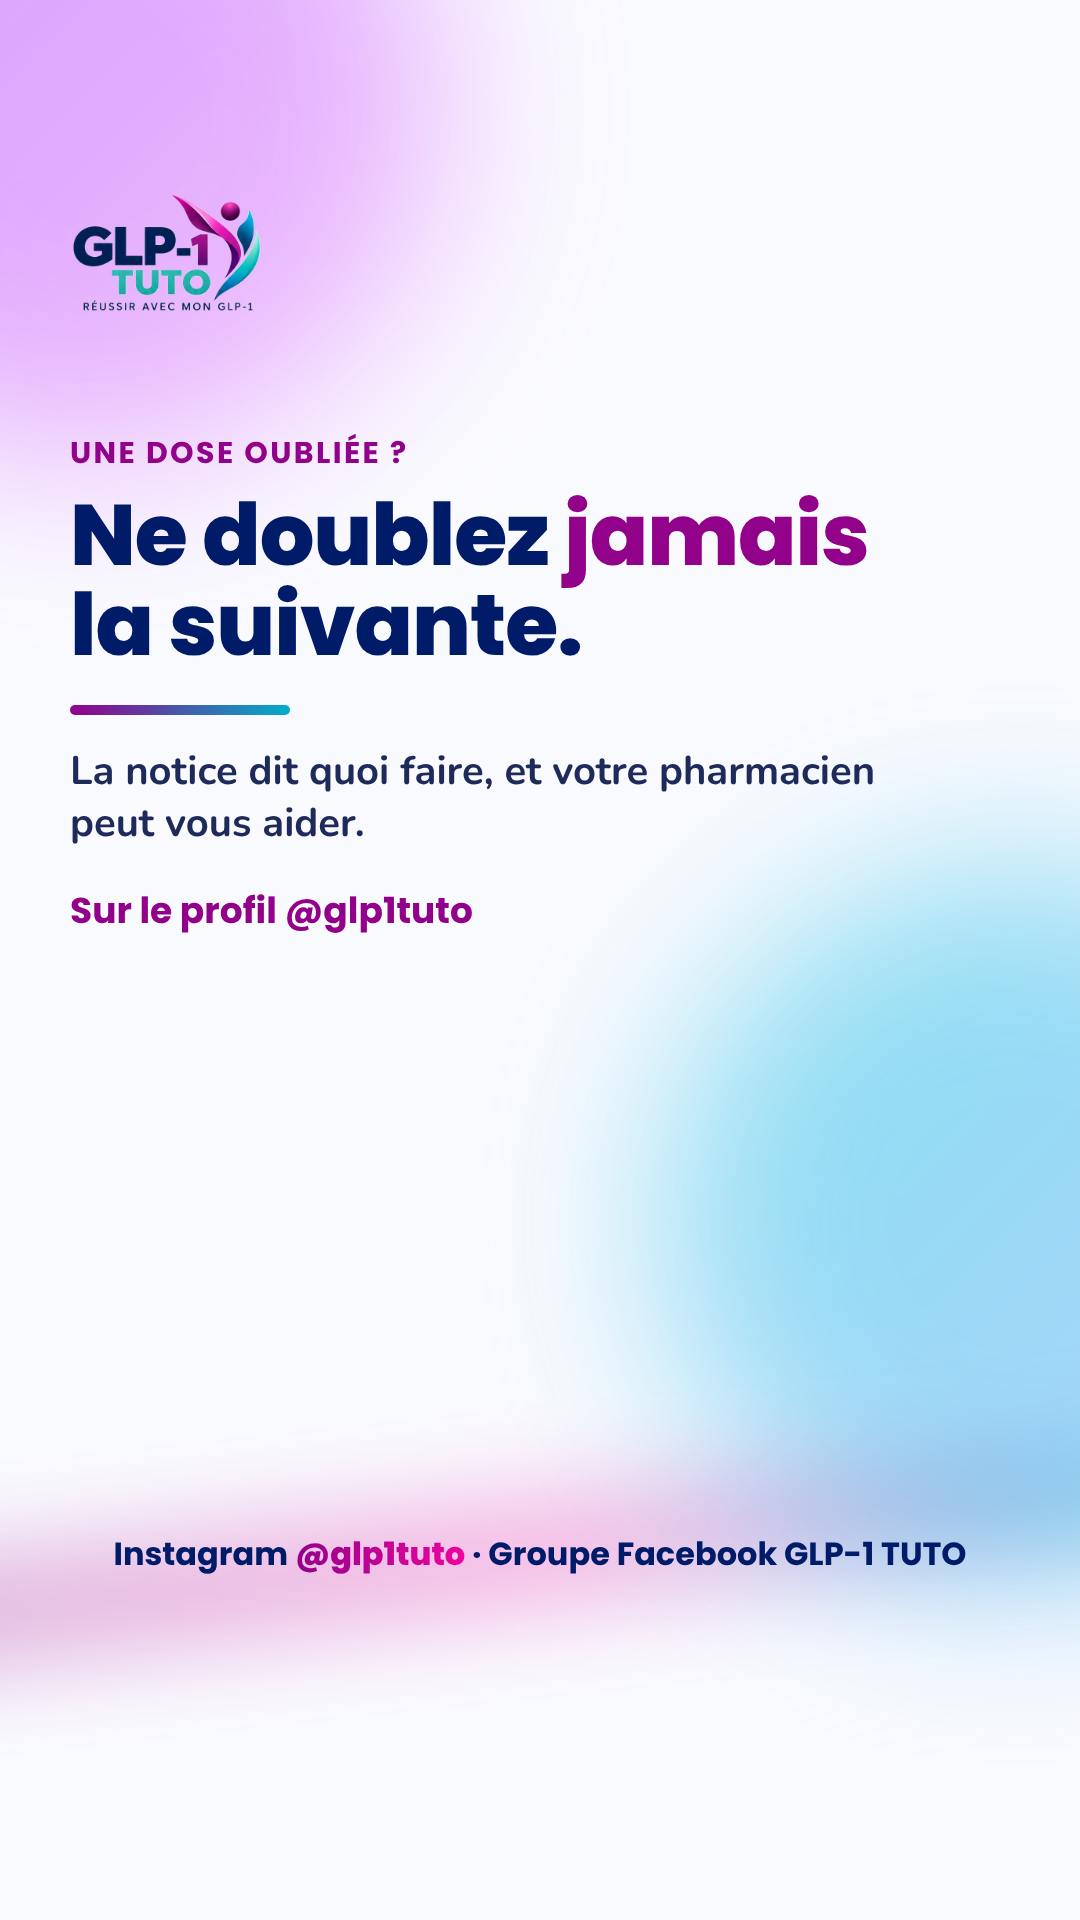 GLP-1
TUTO
RÉUSSIR AVEC MON GLP-1
UNE DOSE OUBLIÉE ?
Ne doublez jamais
la suivante.
La notice dit quoi faire, et votre pharmacien
peut vous aider.
Sur le profil @glp1tuto
Instagram @glp1tuto · Groupe Facebook GLP-1 TUTO